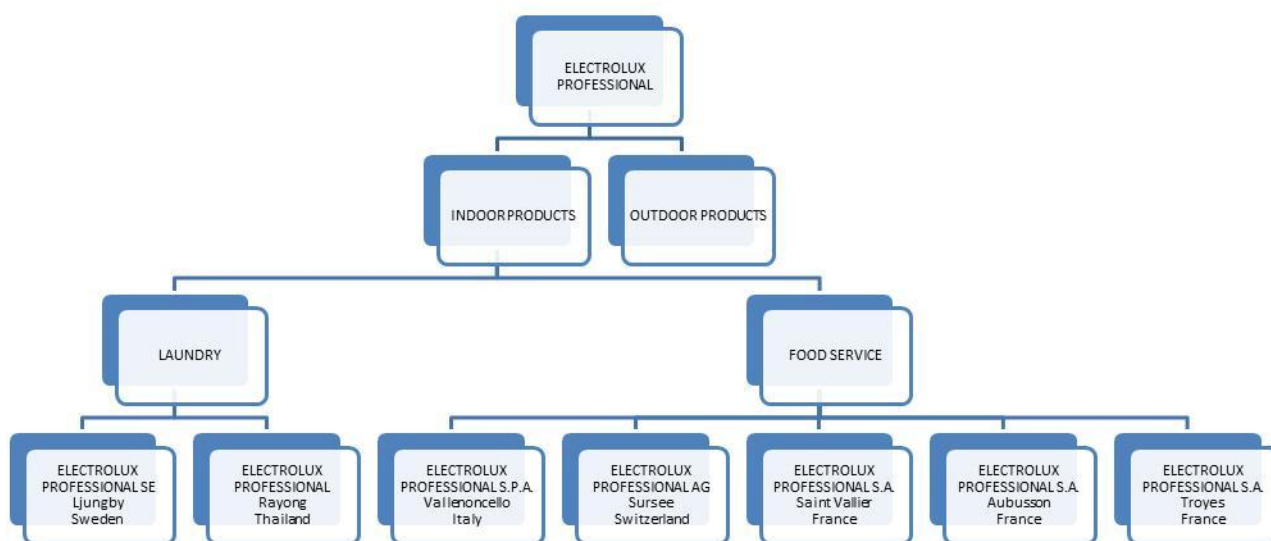 ELECTROLUX
PROFESSIONAL
INDOOR PRODUCTS
OUTDOOR PRODUCTS
LAUNDRY
FOOD SERVICE
ELECTROLUX
PROFESSIONAL SE
Ljungby
Sweden
ELECTROLUX
PROFESSIONAL
Rayong
Thailand
ELECTROLUX
PROFESSIONAL S.P.A.
Vallenoncello
Italy
ELECTROLUX
PROFESSIONAL AG
Sursee
Switzerland
ELECTROLUX
PROFESSIONAL S.A.
Saint Vallier
France
ELECTROLUX
PROFESSIONAL S.A.
Aubusson
France
ELECTROLUX
PROFESSIONAL S.A.
Troyes
France